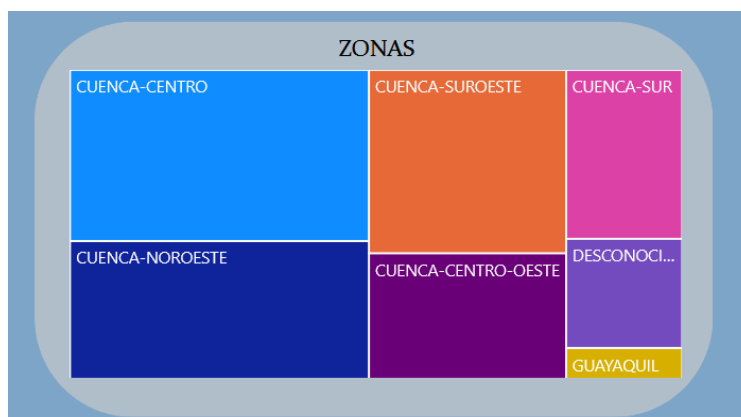 ZONAS
CUENCA-CENTRO
CUENCA-NOROESTE
CUENCA-SUROESTE
CUENCA-CENTRO-OESTE
CUENCA-SUR
DESCONOCI...
GUAYAQUIL